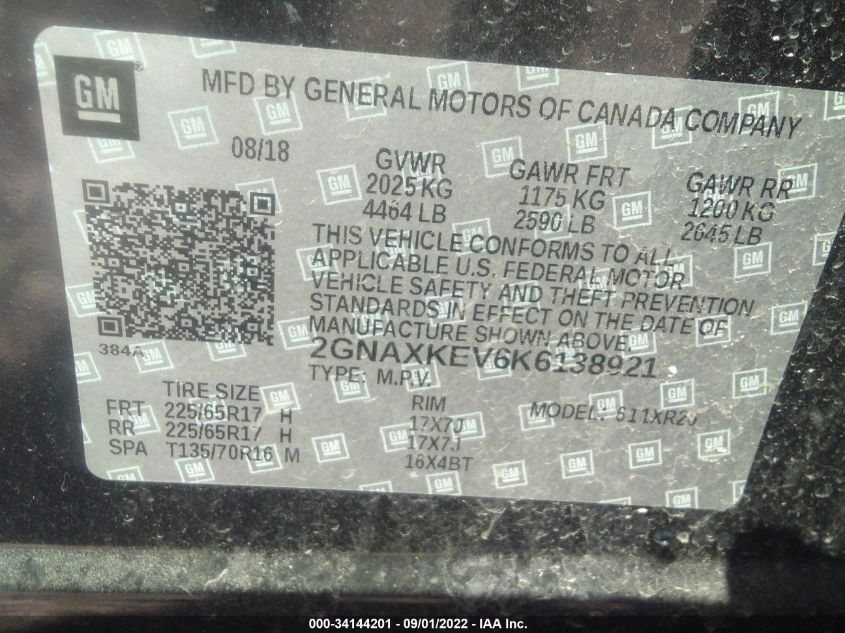 GM
MFD BY GENERAL MOTORS OF CANADA COMPANY
08/18
GVWR
2025 KG
4464 LB
GAWR FRT
1175 KG
2590 LB
GAWR RR
1200 KG
2645 LB
THIS VEHICLE CONFORMS TO ALL
APPLICABLE U.S. FEDERAL MOTOR
VEHICLE SAFETY AND THEFT PREVENTION
STANDARDS IN EFFECT ON THE DATE OF
MANUFACTURE SHOWN ABOVE.
384A
2GNAXKEV6K6138921
TYPE: M.P.V.
MODEL:
TIRE SIZE
RIM
FRT 225/65R17 H 17X7J
RR 225/65R17 H 17X7J
SPA T135/70R16 M 16X4BT
000-34144201 - 09/01/2022 - IAA Inc.